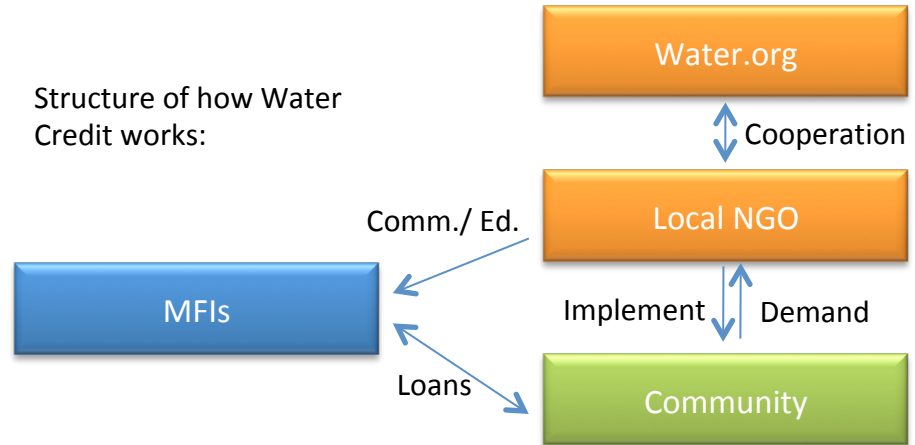 Water.org
Structure of how Water
Credit works:
Cooperation
Local NGO
Comm./ Ed.
MFIs
Implement
Demand
Loans
Community